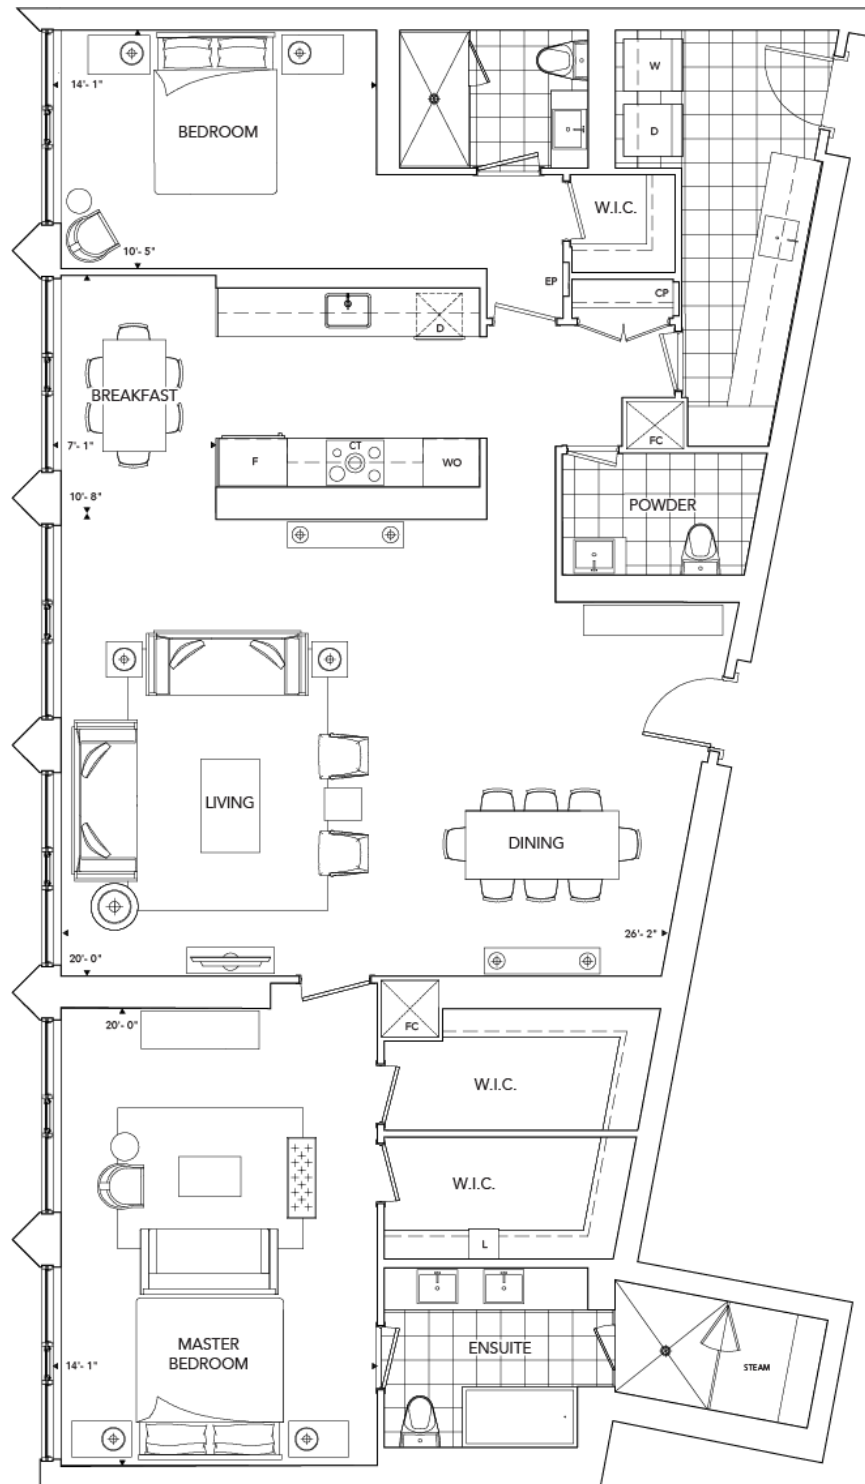 W
14'- 1"
BEDROOM
D
W.I.C.
10'- 5"
EP
CP
D
BREAKFAST
7'- 1"
CT
F
WO
FC
10'- 8"
POWDER
LIVING
DINING
26'- 2"
20'- 0"
20'- 0"
FC
W.I.C.
W.I.C.
L
MASTER
BEDROOM
14'- 1"
ENSUITE
STEAM